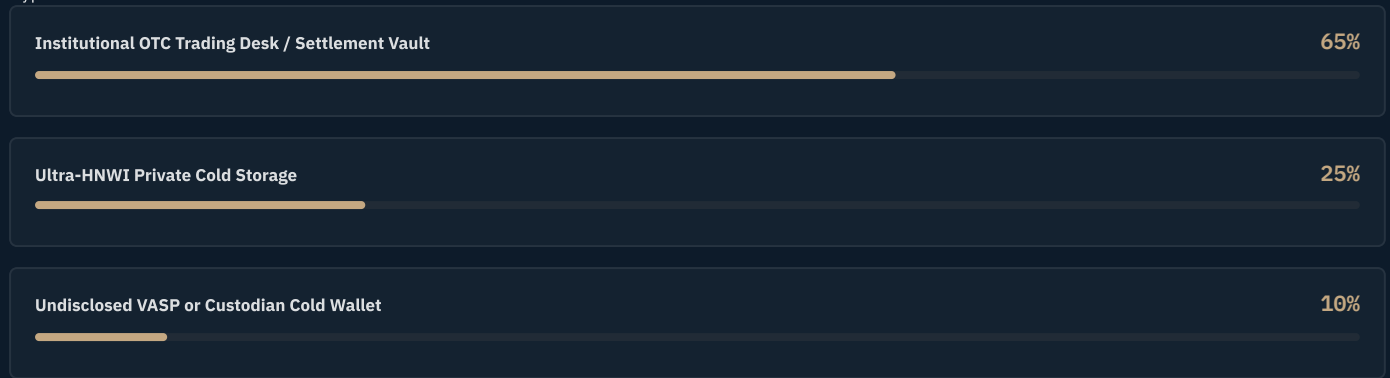 Institutional OTC Trading Desk / Settlement Vault 65%
Ultra-HNWI Private Cold Storage 25%
Undisclosed VASP or Custodian Cold Wallet 10%